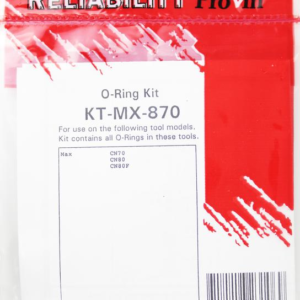 RELIABILITY
O-Ring Kit
KT-MX-870
For use on the following tool models.
Kit contains all O-Rings in these tools.
Max CN70
CN80
CN80F